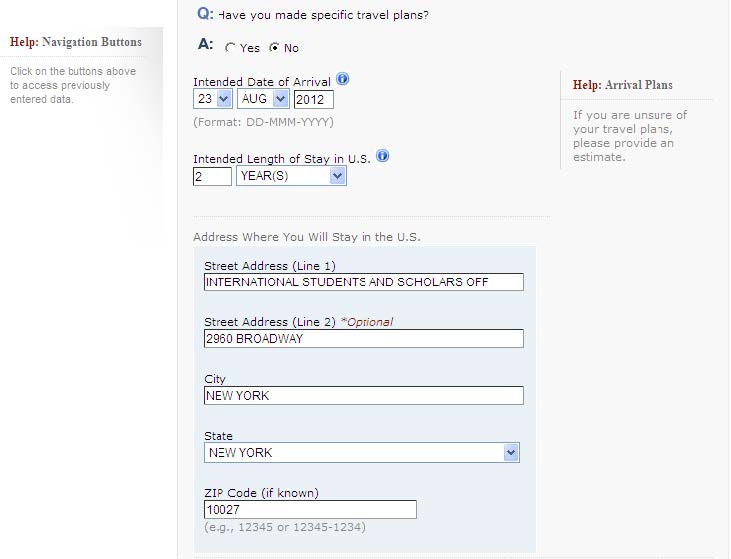 Q: Have you made specific travel plans?
A: Yes No
Help: Navigation Buttons
Click on the buttons above
to access previously
entered data.
Intended Date of Arrival
23 AUG 2012
(Format: DD-MMM-YYYY)
Intended Length of Stay in U.S.
2 YEAR(S)
Help: Arrival Plans
If you are unsure of
your travel plans,
please provide an
estimate.
Address Where You Will Stay in the U.S.
Street Address (Line 1)
INTERNATIONAL STUDENTS AND SCHOLARS OFF
Street Address (Line 2) *Optional
2960 BROADWAY
City
NEW YORK
State
NEW YORK
ZIP Code (if known)
10027
(e.g., 12345 or 12345-1234)